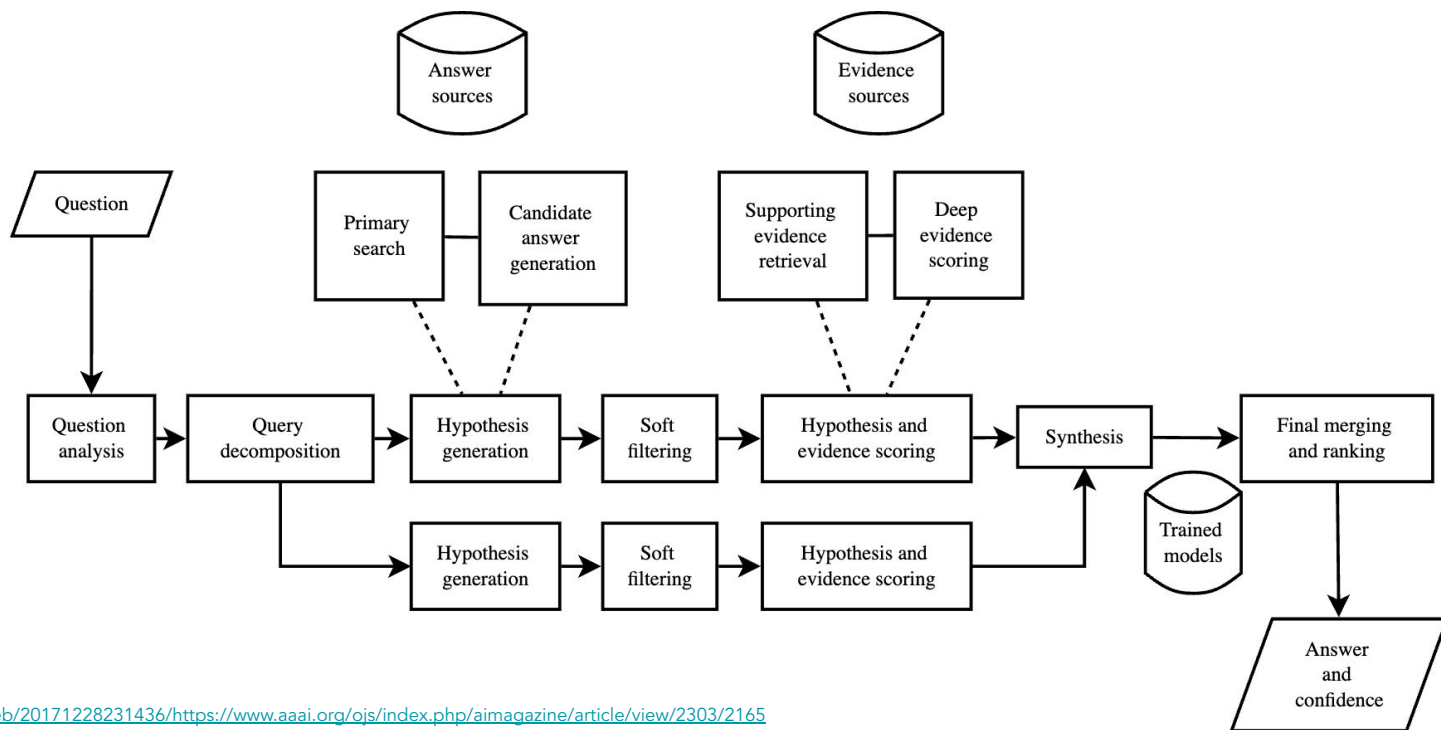 Answer
sources
Evidence
sources
Question
Primary
search
Candidate
answer
generation
Supporting
evidence
retrieval
Deep
evidence
scoring
Question
analysis
Query
decomposition
Hypothesis
generation
Soft
filtering
Hypothesis and
evidence scoring
Synthesis
Final merging
and ranking
Hypothesis
generation
Soft
filtering
Hypothesis and
evidence scoring
Trained
models
Answer
and
confidence
eb/20171228231436/https://www.aaai.org/ojs/index.php/aimagazine/article/view/2303/2165